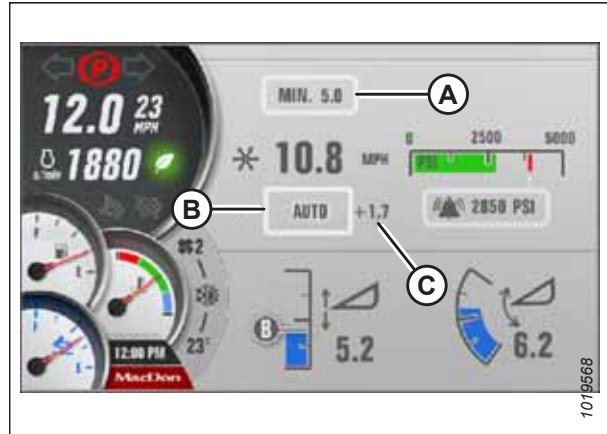 P
12.0 23 MPH
1880
MIN. 5.0
A
10.8 MPH
0 2500 5000
PSI
B
AUTO
+1.7
2850 PSI
C
2
23°
F
E
F
E
F
E
12:00 PM
MacDon
B
5.2
6.2
1019568